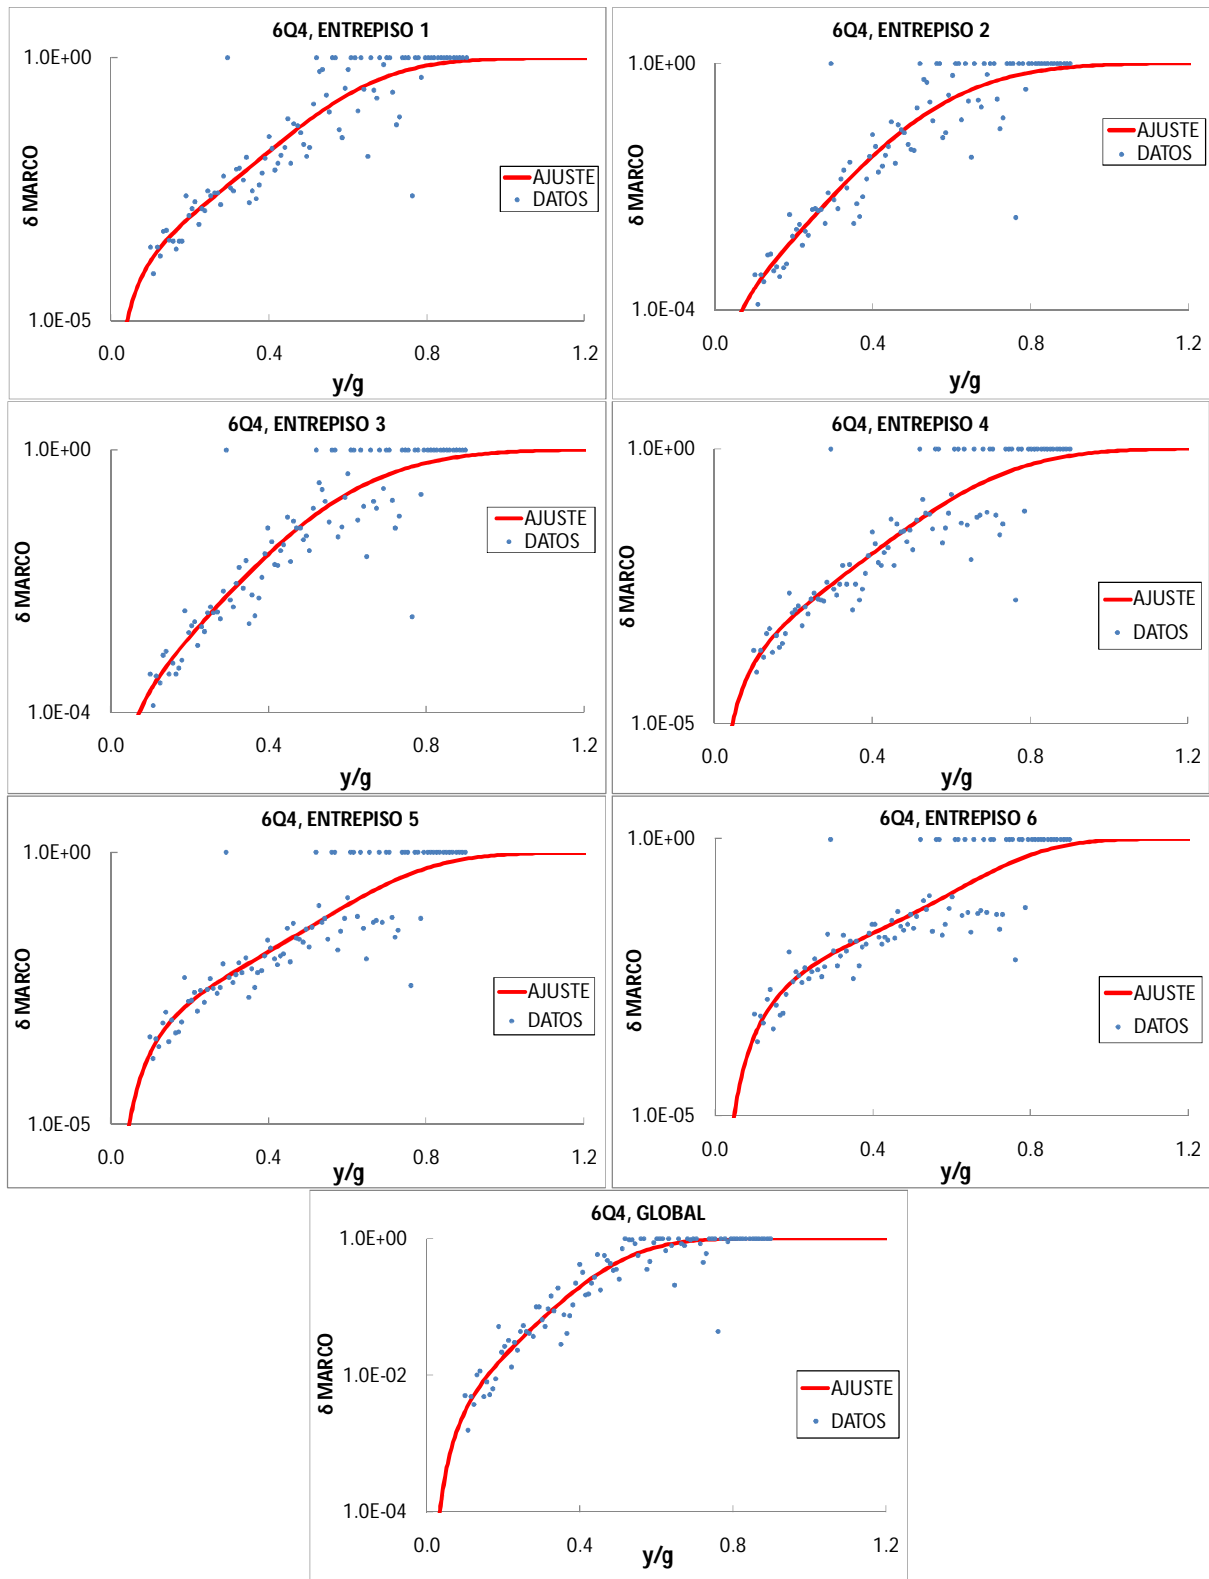 6Q4, ENTREPISO 1
1.0E+00
δ MARCO
AJUSTE
DATOS
1.0E-05
0.0 0.4 0.8 1.2
y/g
6Q4, ENTREPISO 2
1.0E+00
δ MARCO
AJUSTE
DATOS
1.0E-04
0.0 0.4 0.8 1.2
y/g
6Q4, ENTREPISO 3
1.0E+00
δ MARCO
AJUSTE
DATOS
1.0E-04
0.0 0.4 0.8 1.2
y/g
6Q4, ENTREPISO 4
1.0E+00
δ MARCO
AJUSTE
DATOS
1.0E-05
0.0 0.4 0.8 1.2
y/g
6Q4, ENTREPISO 5
1.0E+00
δ MARCO
AJUSTE
DATOS
1.0E-05
0.0 0.4 0.8 1.2
y/g
6Q4, ENTREPISO 6
1.0E+00
δ MARCO
AJUSTE
DATOS
1.0E-05
0.0 0.4 0.8 1.2
y/g
6Q4, GLOBAL
1.0E+00
δ MARCO
1.0E-02
AJUSTE
DATOS
1.0E-04
0.0 0.4 0.8 1.2
y/g